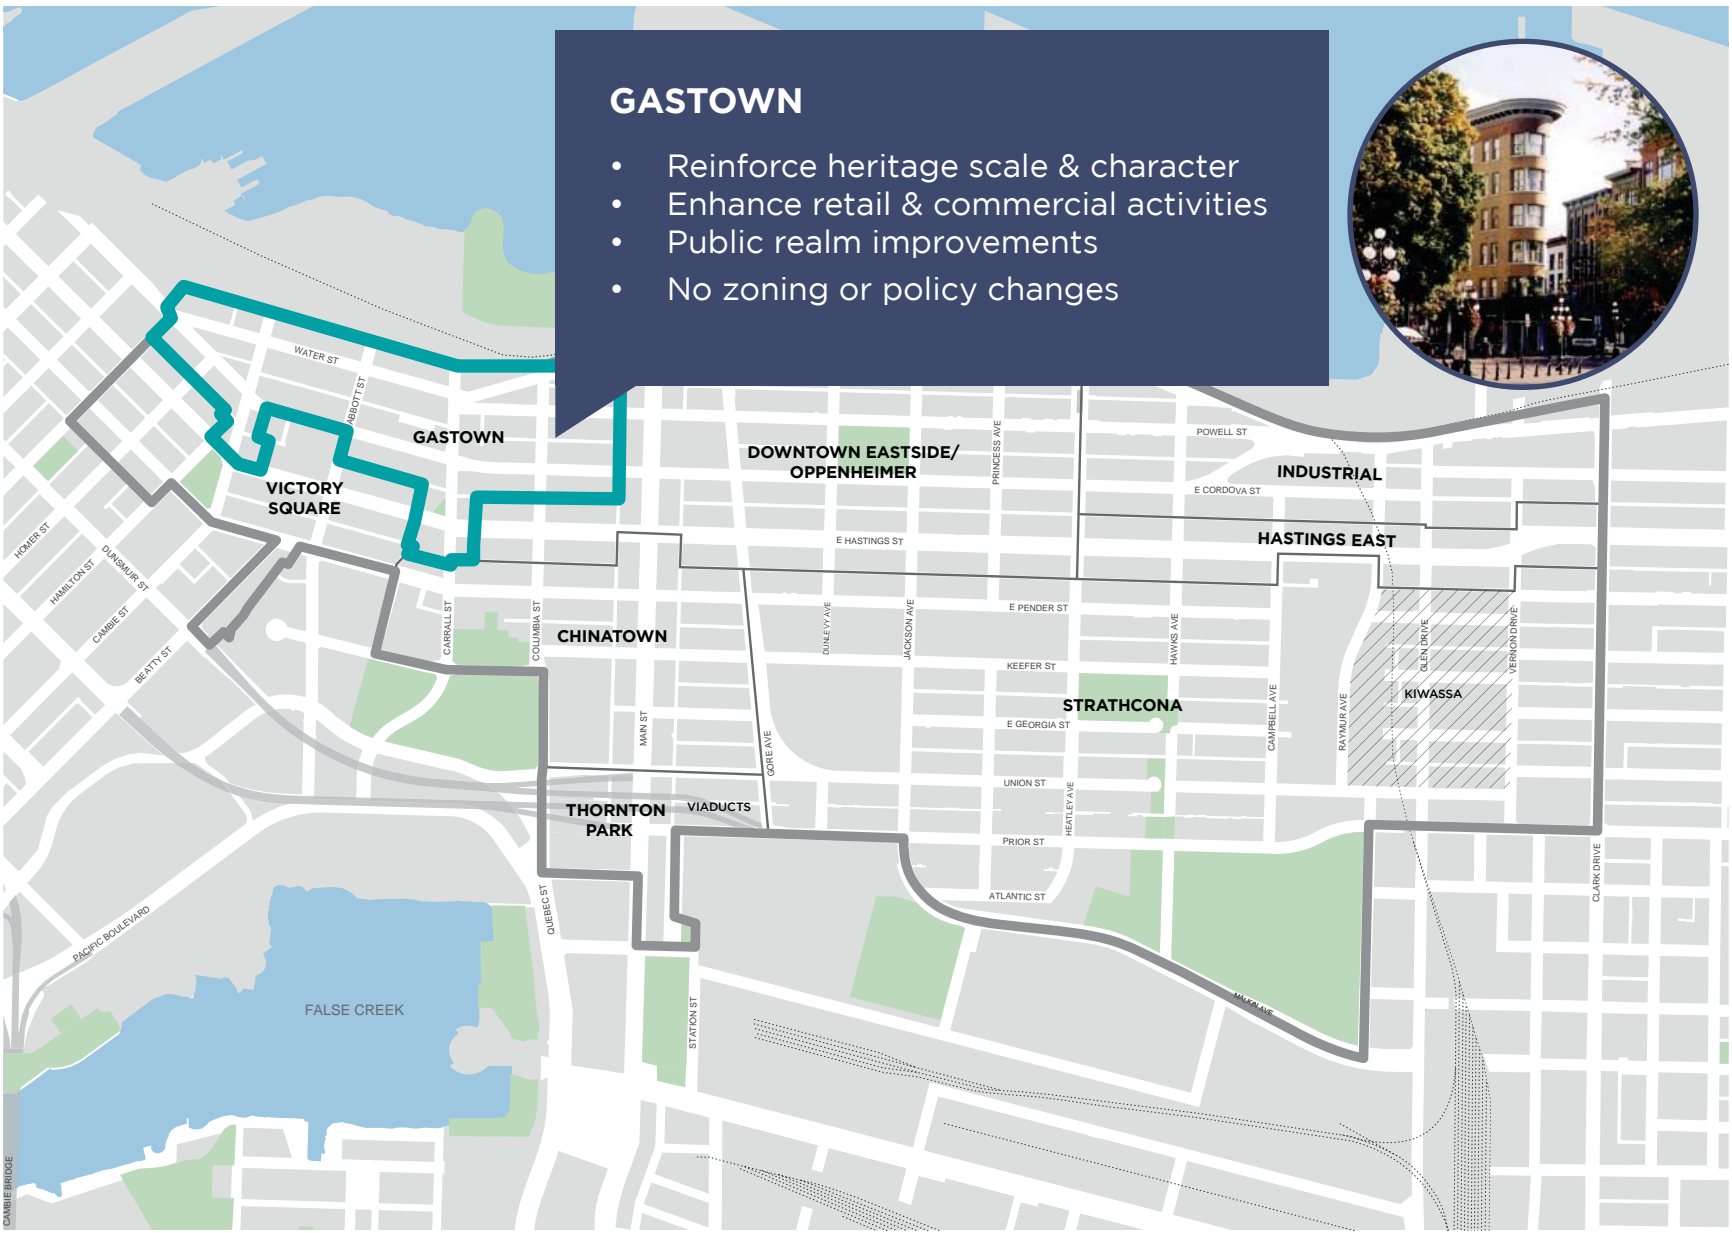 GASTOWN
• Reinforce heritage scale & character
• Enhance retail & commercial activities
• Public realm improvements
• No zoning or policy changes
WATER ST
ABBOTT ST
GASTOWN
VICTORY
SQUARE
DOWNTOWN EASTSIDE/
OPPENHEIMER
PRINCESS AVE
POWELL ST
INDUSTRIAL
E CORDOVA ST
HASTINGS EAST
E HASTINGS ST
HOMER ST
DUNSMUIR ST
HAMILTON ST
CAMBIE ST
BEATTY ST
CARRALL ST
COLUMBIA ST
CHINATOWN
DUNLEVY AVE
JACKSON AVE
E PENDER ST
HAWKS AVE
GLEN DRIVE
VERNON DRIVE
KEEFER ST
KIWASSA
STRATHCONA
E GEORGIA ST
MAIN ST
GORE AVE
CAMPBELL AVE
RAYMUR AVE
UNION ST
HEATLEY AVE
THORNTON
PARK
VIADUCTS
PRIOR ST
CLARK DRIVE
ATLANTIC ST
QUEBEC ST
PACIFIC BOULEVARD
FALSE CREEK
STATION ST
MALKIN AVE
CAMBIE BRIDGE